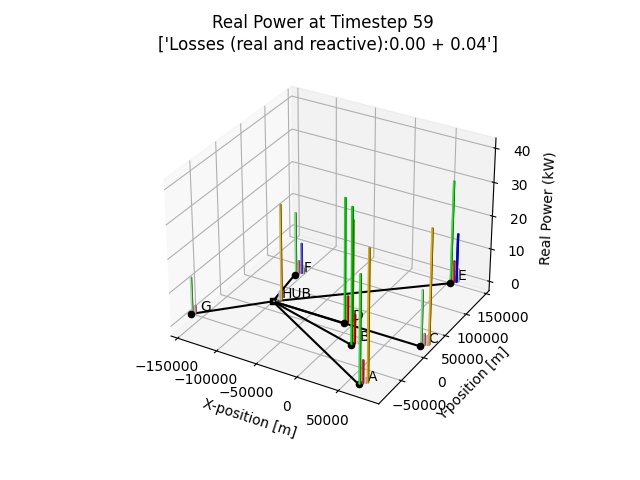 Real Power at Timestep 59
['Losses (real and reactive):0.00 + 0.04']
40
30
20
10
0
Real Power (kW)
F
E
HUB
G
D
B
C
A
−150000
−100000
−50000
0
50000
X-position [m]
150000
100000
50000
0
−50000
Y-position [m]